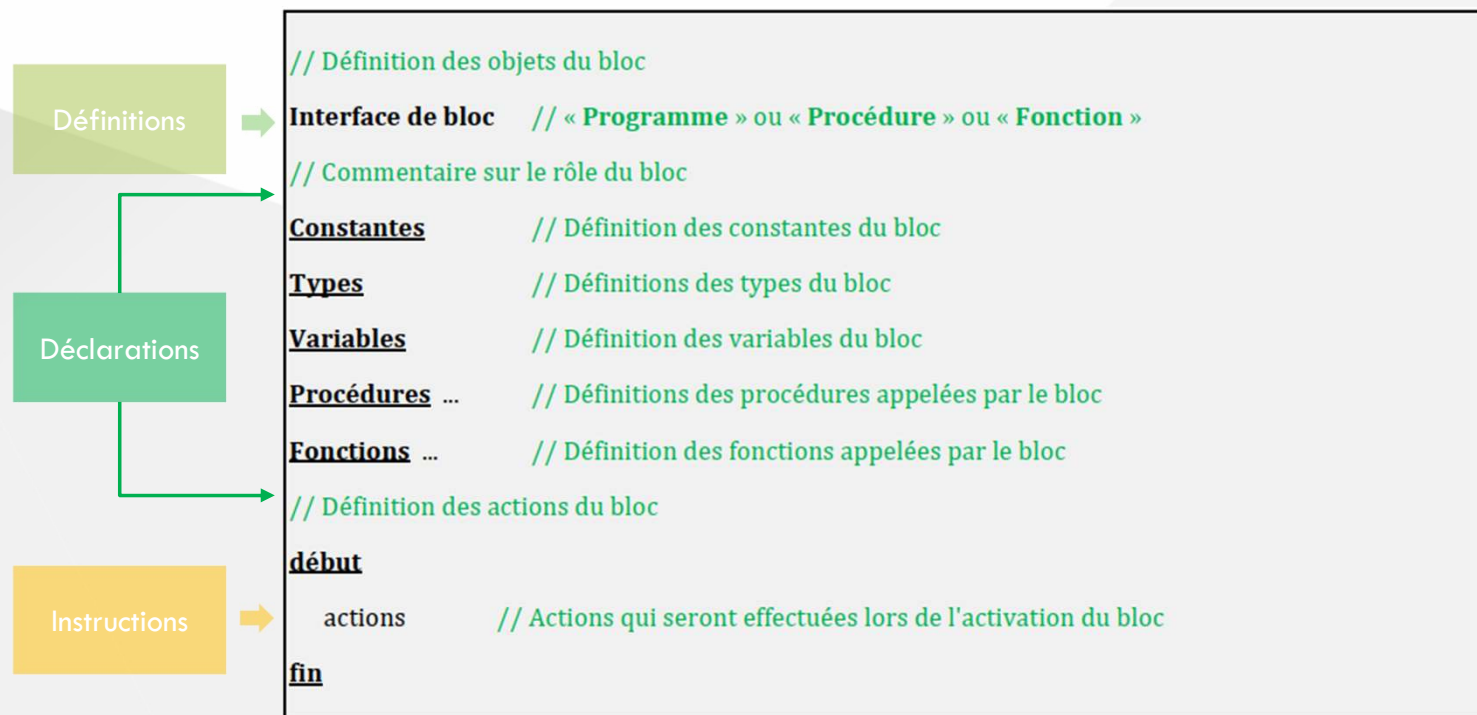 // Définition des objets du bloc
Définitions
Interface de bloc // « Programme » ou « Procédure » ou « Fonction »
// Commentaire sur le rôle du bloc
Constantes // Définition des constantes du bloc
Types // Définitions des types du bloc
Variables // Définition des variables du bloc
Déclarations
Procédures ... // Définitions des procédures appelées par le bloc
Fonctions ... // Définition des fonctions appelées par le bloc
// Définition des actions du bloc
début
Instructions
actions // Actions qui seront effectuées lors de l'activation du bloc
fin